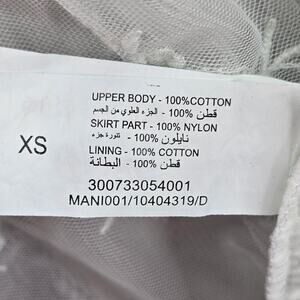 XS
UPPER BODY - 100%COTTON
قطن %100 - الجزء العلوي من الجسم
SKIRT PART - 100% NYLON
نايلون %100 - تنورة جزء
LINING - 100% COTTON
قطن %100 - البطانة
300733054001
MANI001/10404319/D